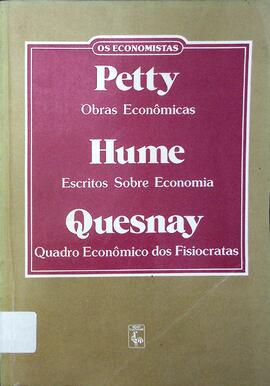 OS ECONOMISTAS
Petty
Obras Econômicas
Hume
Escritos Sobre Economia
Quesnay
Quadro Econômico dos Fisiocratas